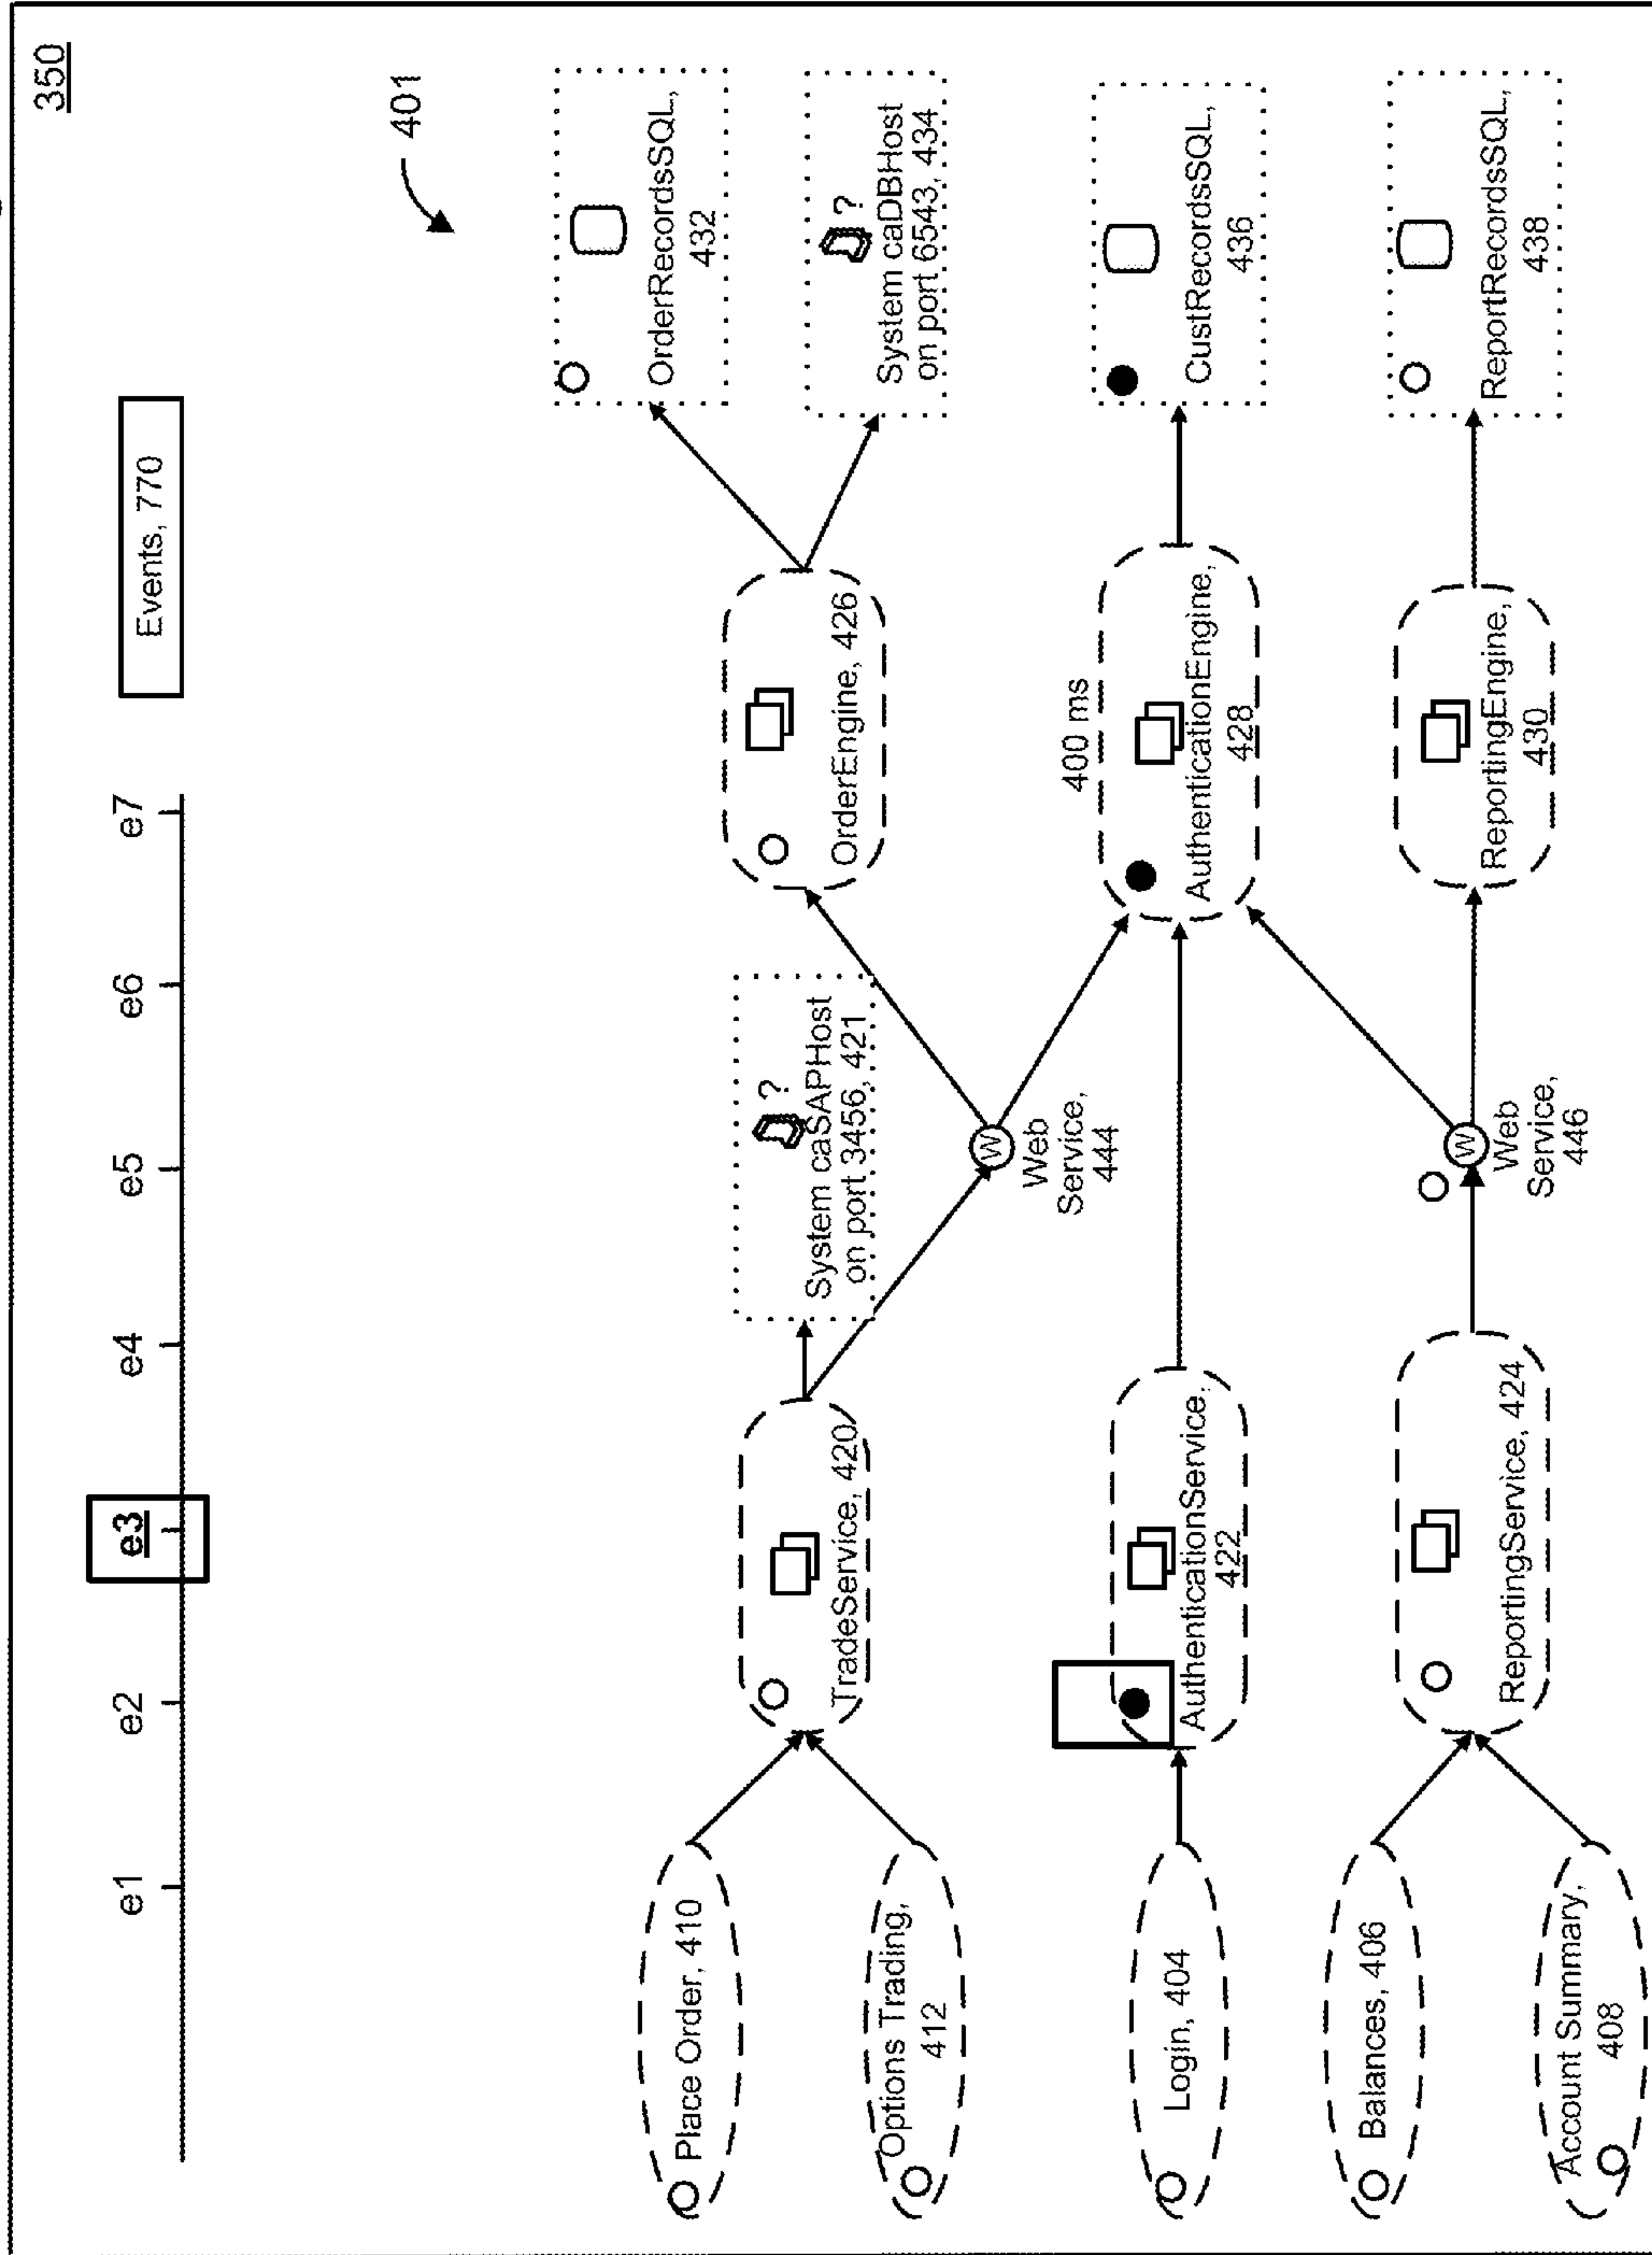 350
Events, 770
e1
e2
e3
e4
e5
e6
e7
401
Place Order, 410
Options Trading,
412
Login, 404
Balances, 406
Account Summary,
408
TradeService, 420
AuthenticationService,
422
ReportingService, 424
?
System caSAPHost
on port 3456, 421
W
Web
Service,
444
W
Web
Service,
446
OrderEngine, 426
400 ms
AuthenticationEngine,
428
ReportingEngine,
430
OrderRecordsSQL,
432
?
System caDBHost
on port 6543, 434
CustRecordsSQL,
436
ReportRecordsSQL,
438